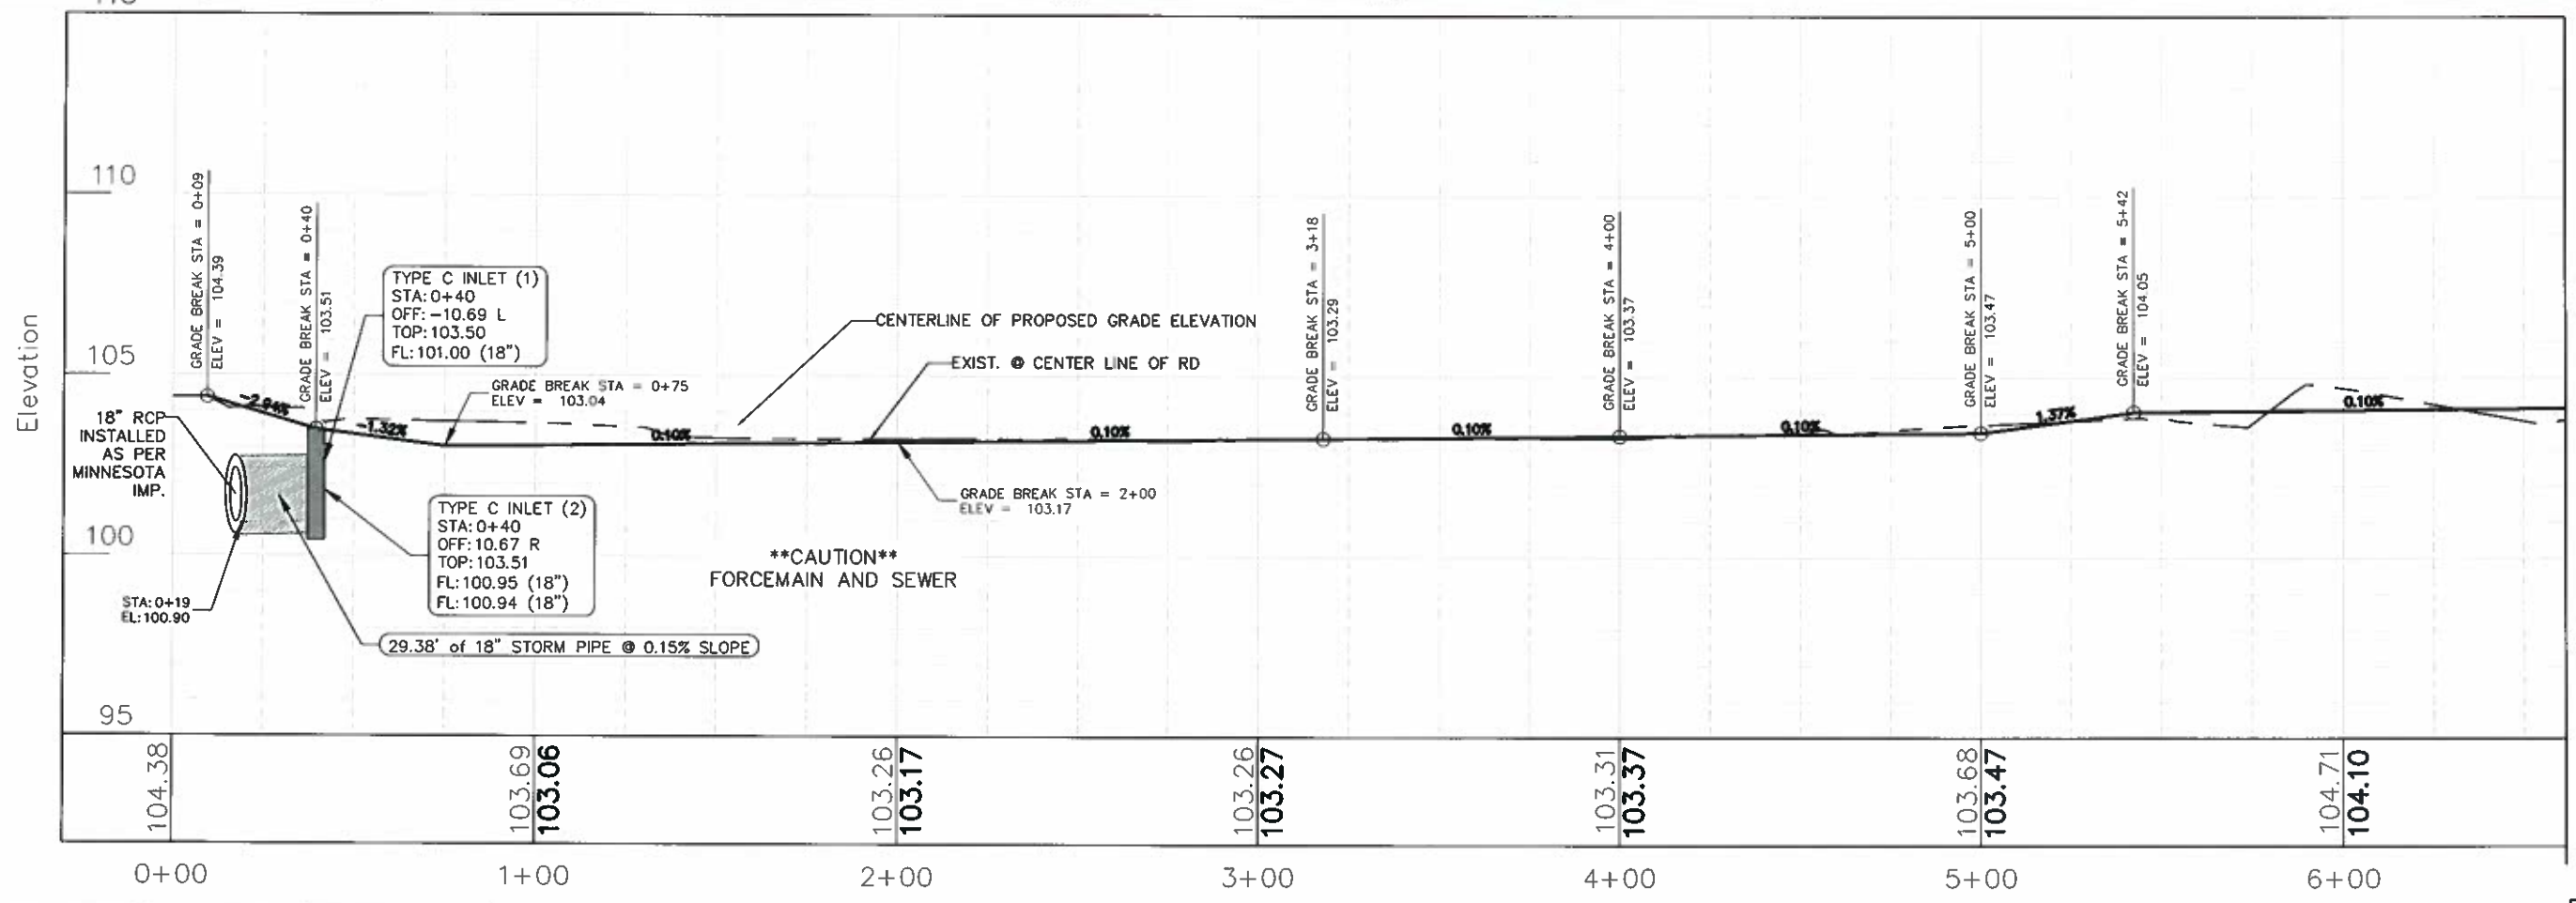 Elevation
110
105
100
95
GRADE BREAK STA = 0+09
ELEV = 104.39
GRADE BREAK STA = 0+40
ELEV = 103.51
TYPE C INLET (1)
STA: 0+40
OFF: -10.69 L
TOP: 103.50
FL: 101.00 (18")
GRADE BREAK STA = 0+75
ELEV = 103.04
CENTERLINE OF PROPOSED GRADE ELEVATION
EXIST. @ CENTER LINE OF RD
GRADE BREAK STA = 3+18
ELEV = 103.29
GRADE BREAK STA = 4+00
ELEV = 103.37
GRADE BREAK STA = 5+00
ELEV = 103.47
GRADE BREAK STA = 5+42
ELEV = 104.05
-2.94%
-1.32%
0.10%
0.10%
0.10%
0.10%
1.37%
0.10%
18" RCP
INSTALLED
AS PER
MINNESOTA
IMP.
TYPE C INLET (2)
STA: 0+40
OFF: 10.67 R
TOP: 103.51
FL: 100.95 (18")
FL: 100.94 (18")
GRADE BREAK STA = 2+00
ELEV = 103.17
**CAUTION**
FORCEMAIN AND SEWER
STA: 0+19
EL: 100.90
29.38' of 18" STORM PIPE @ 0.15% SLOPE
104.38
103.69
103.06
103.26
103.17
103.26
103.27
103.31
103.37
103.68
103.47
104.71
104.10
0+00
1+00
2+00
3+00
4+00
5+00
6+00